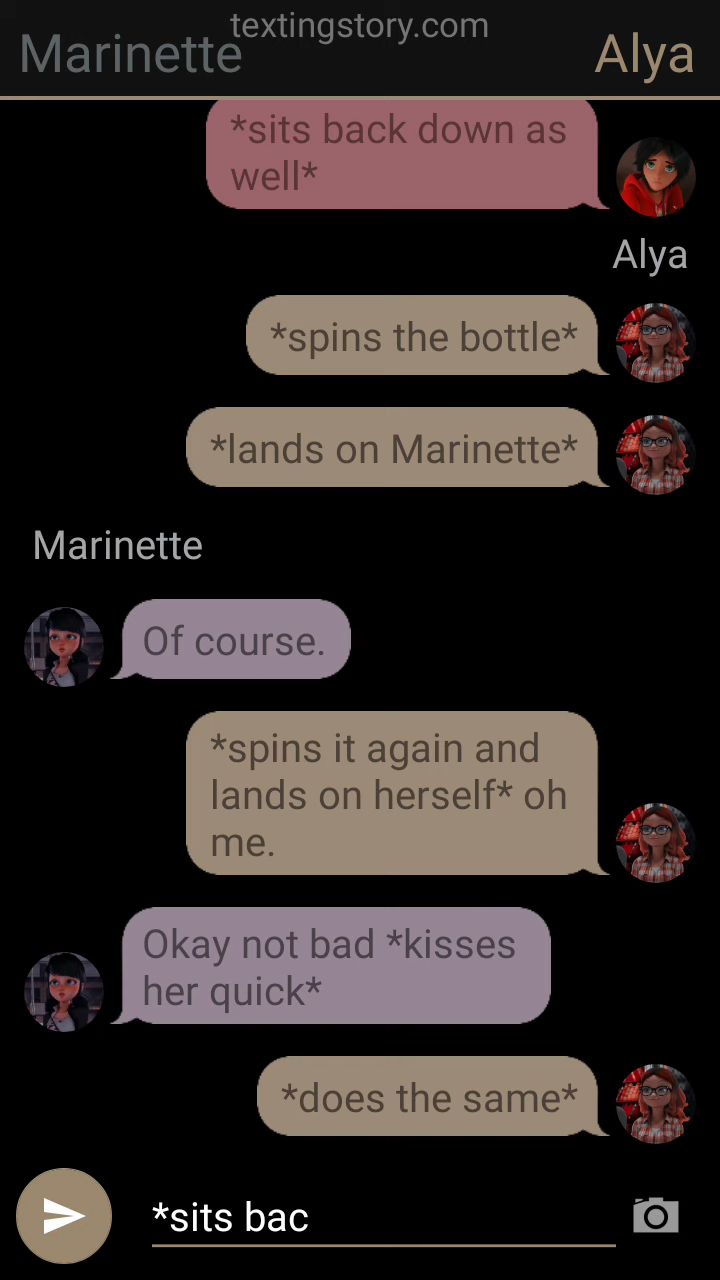 textingstory.com
Marinette
Alya
*sits back down as
well*
Alya
*spins the bottle*
*lands on Marinette*
Marinette
Of course.
*spins it again and
lands on herself* oh
me.
Okay not bad *kisses
her quick*
*does the same*
*sits bac